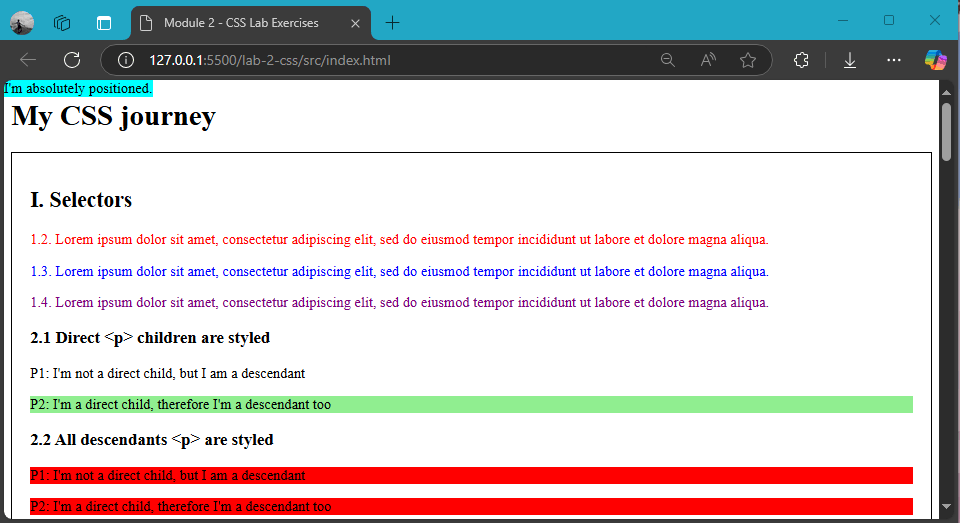 Module 2 - CSS Lab Exercises
127.0.0.1:5500/lab-2-css/src/index.html
I'm absolutely positioned.
My CSS journey
I. Selectors
1.2. Lorem ipsum dolor sit amet, consectetur adipiscing elit, sed do eiusmod tempor incididunt ut labore et dolore magna aliqua.
1.3. Lorem ipsum dolor sit amet, consectetur adipiscing elit, sed do eiusmod tempor incididunt ut labore et dolore magna aliqua.
1.4. Lorem ipsum dolor sit amet, consectetur adipiscing elit, sed do eiusmod tempor incididunt ut labore et dolore magna aliqua.
2.1 Direct <p> children are styled
P1: I'm not a direct child, but I am a descendant
P2: I'm a direct child, therefore I'm a descendant too
2.2 All descendants <p> are styled
P1: I'm not a direct child, but I am a descendant
P2: I'm a direct child, therefore I'm a descendant too